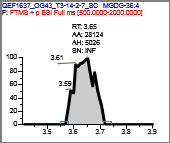 QEF1637_OG43_T3-14-2-7_SC MGDG-36:4
F: FTMS + p ESI Full ms [500.0000-2000.0000]
RT: 3.65
AA: 28124
AH: 5026
SN: INF
100
80
60
40
20
0
3.61
3.59
3.5 3.6 3.7 3.8 3.9